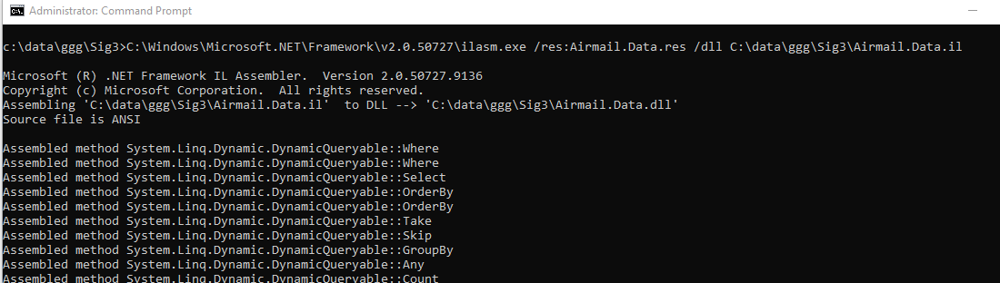 Administrator: Command Prompt
c:\data\ggg\Sig3>C:\Windows\Microsoft.NET\Framework\v2.0.50727\ilasm.exe /res:Airmail.Data.res /dll C:\data\ggg\Sig3\Airmail.Data.il
Microsoft (R) .NET Framework IL Assembler.  Version 2.0.50727.9136
Copyright (c) Microsoft Corporation.  All rights reserved.
Assembling 'C:\data\ggg\Sig3\Airmail.Data.il'  to DLL --> 'C:\data\ggg\Sig3\Airmail.Data.dll'
Source file is ANSI
Assembled method System.Linq.Dynamic.DynamicQueryable::Where
Assembled method System.Linq.Dynamic.DynamicQueryable::Where
Assembled method System.Linq.Dynamic.DynamicQueryable::Select
Assembled method System.Linq.Dynamic.DynamicQueryable::OrderBy
Assembled method System.Linq.Dynamic.DynamicQueryable::OrderBy
Assembled method System.Linq.Dynamic.DynamicQueryable::Take
Assembled method System.Linq.Dynamic.DynamicQueryable::Skip
Assembled method System.Linq.Dynamic.DynamicQueryable::GroupBy
Assembled method System.Linq.Dynamic.DynamicQueryable::Any
Assembled method System.Linq.Dynamic.DynamicQueryable::Count